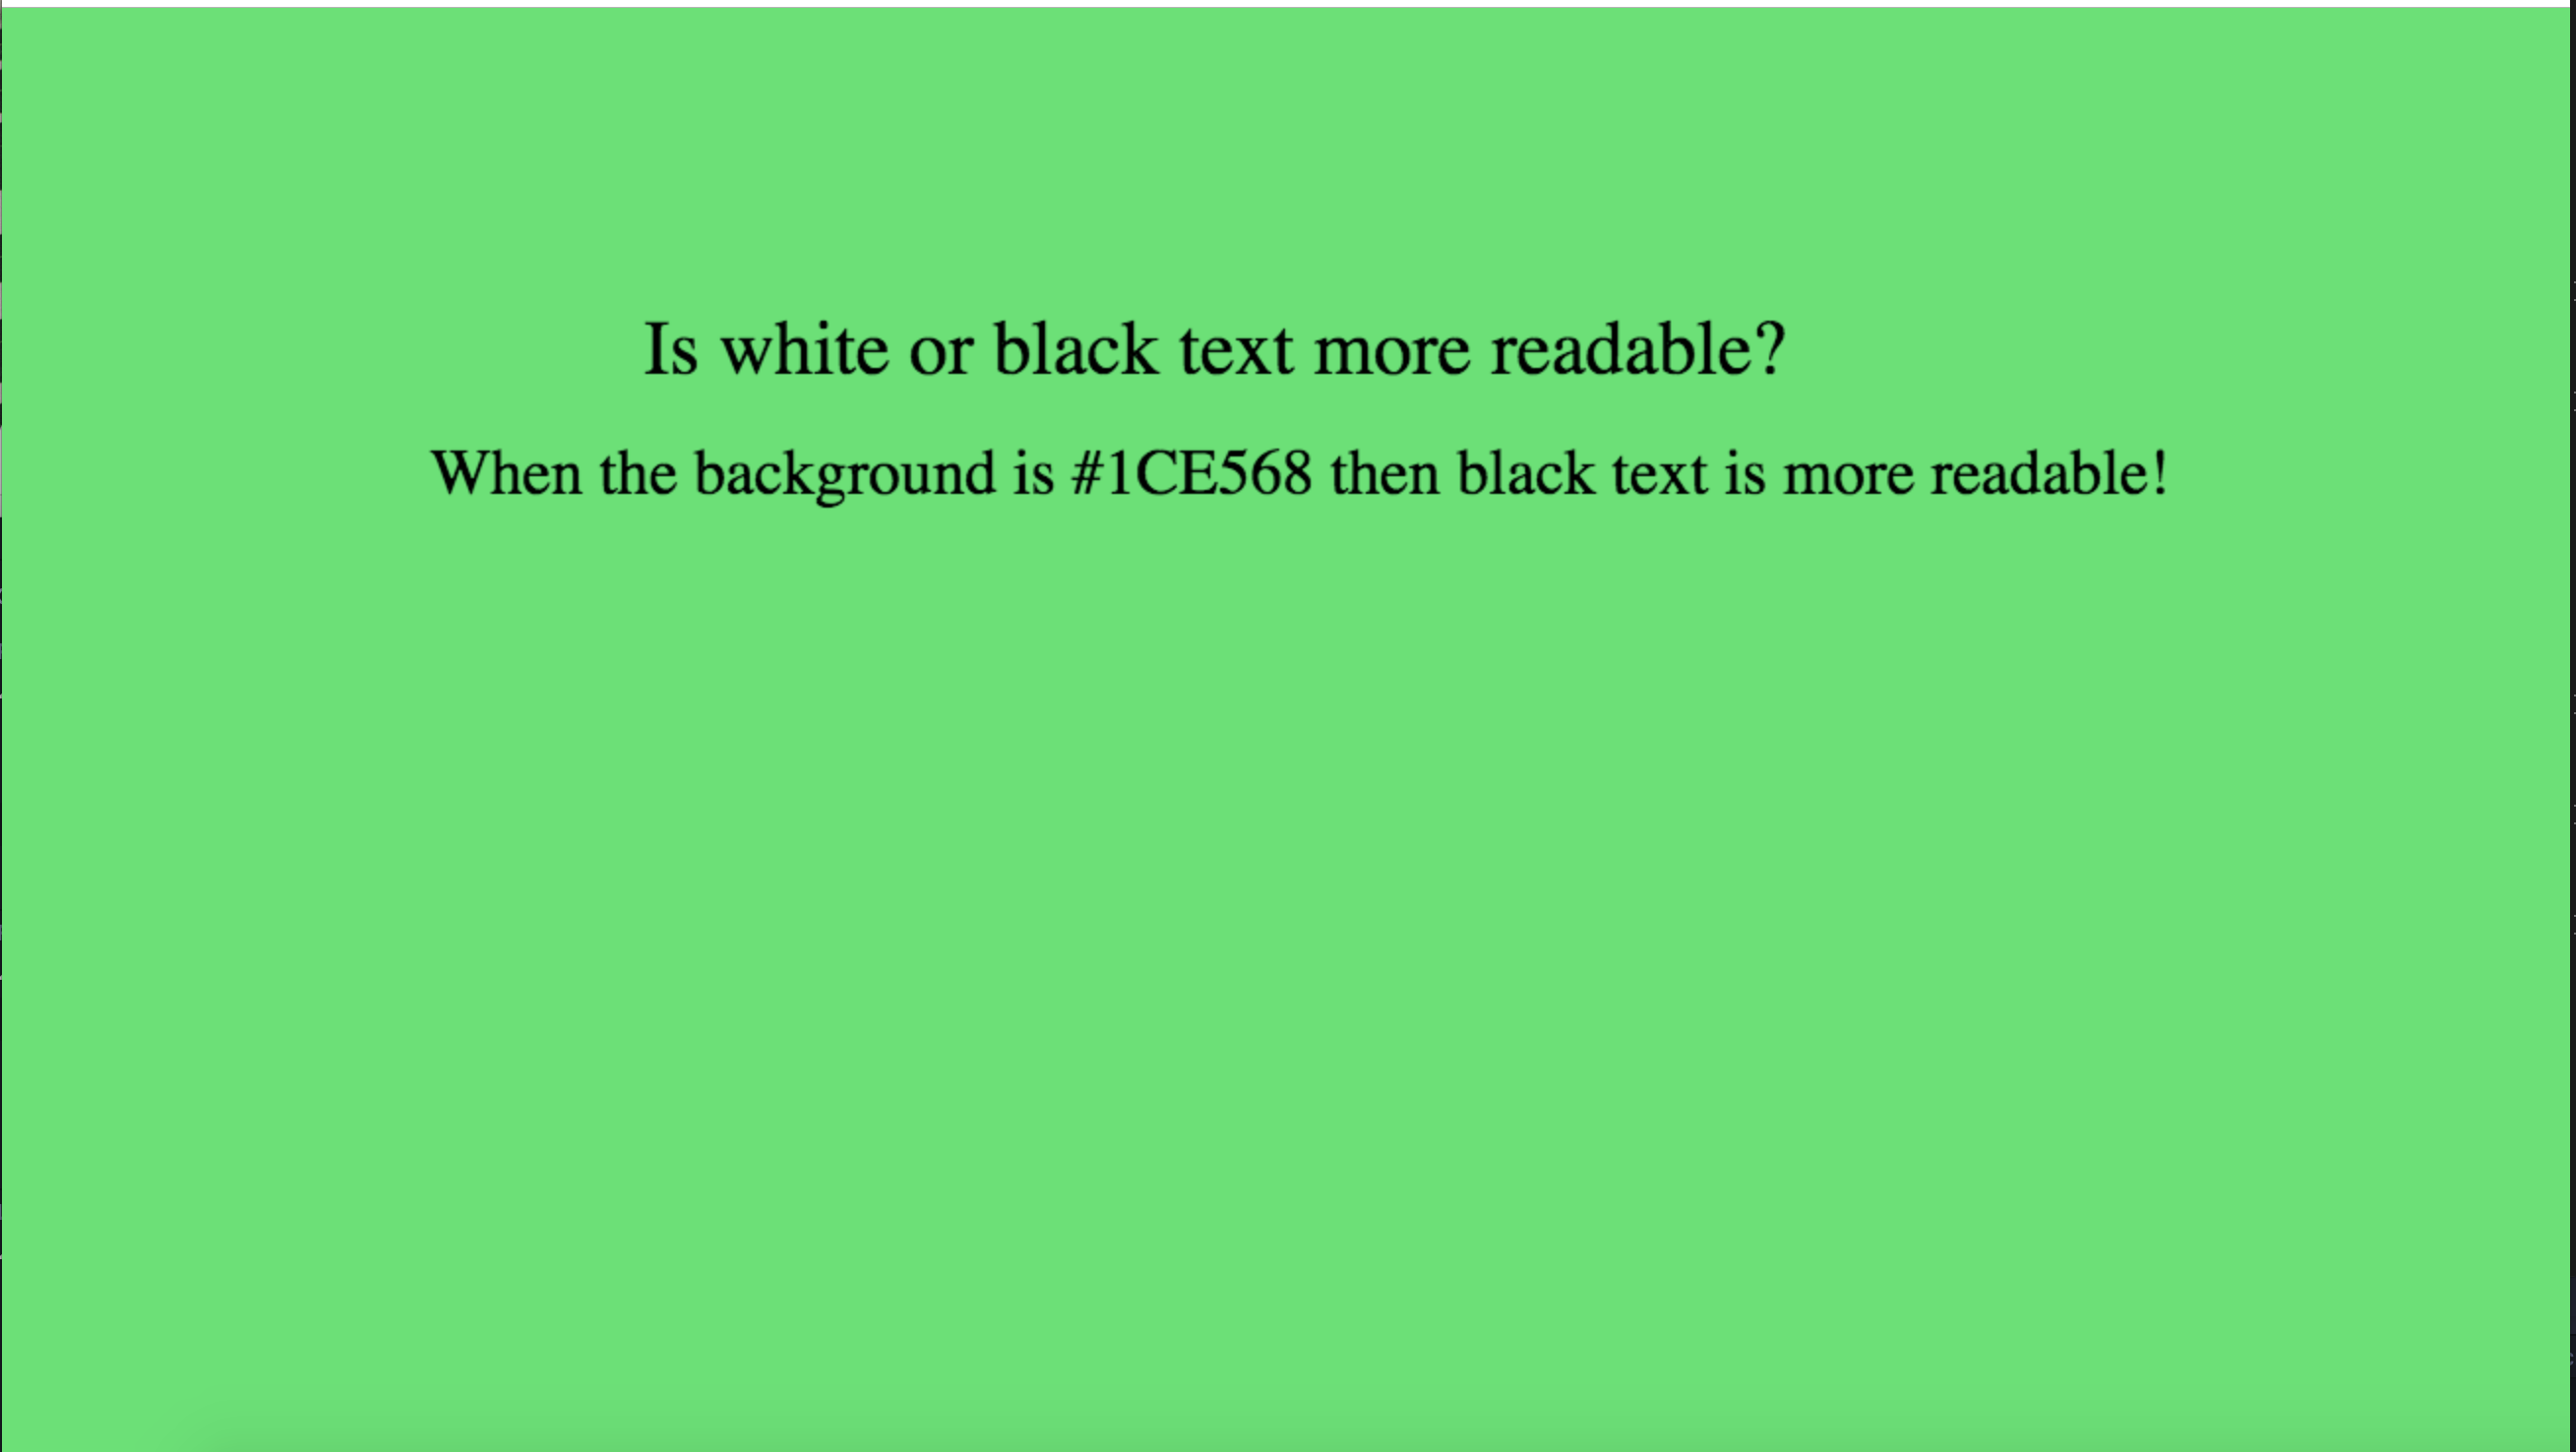 Is white or black text more readable?
When the background is #1CE568 then black text is more readable!